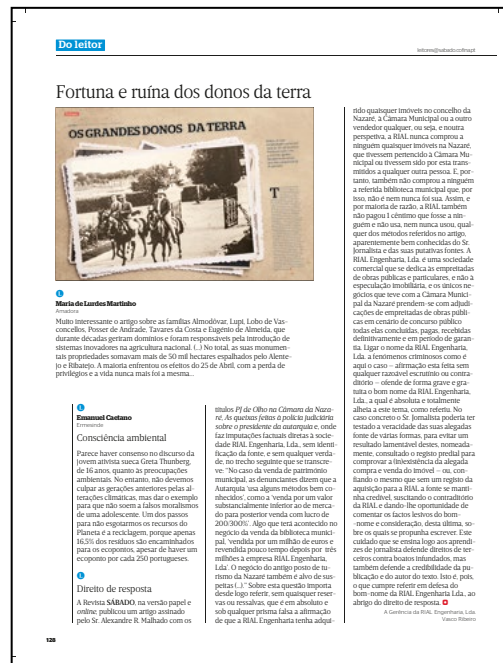 Do leitor
leitores@sabado.cofina.pt
Fortuna e ruína dos donos da terra
OS GRANDES DONOS DA TERRA
T
L
Maria de Lurdes Martinho
Amadora
Muito interessante o artigo sobre as famílias Almodôvar, Lupi, Lobo de Vas-
concellos, Posser de Andrade, Tavares da Costa e Eugénio de Almeida, que
durante décadas geriam domínios e foram responsáveis pela introdução de
sistemas inovadores na agricultura nacional. (...) No total, as suas monumen-
tais propriedades somavam mais de 50 mil hectares espalhados pelo Alente-
jo e Ribatejo. A maioria enfrentou os efeitos do 25 de Abril, com a perda de
privilégios e a vida nunca mais foi a mesma...
L
Emanuel Caetano
Ermesinde
Consciência ambiental
Parece haver consenso no discurso da
jovem ativista sueca Greta Thunberg,
de 16 anos, quanto às preocupações
ambientais. No entanto, não devemos
culpar as gerações anteriores pelas al-
terações climáticas, mas dar o exemplo
para que não soem a falsos moralismos
de uma adolescente. Um dos passos
para não esgotarmos os recursos do
Planeta é a reciclagem, porque apenas
16,5% dos resíduos são encaminhados
para os ecopontos, apesar de haver um
ecoponto por cada 250 portugueses.
L
Direito de resposta
A Revista SÁBADO, na versão papel e
online, publicou um artigo assinado
pelo Sr. Alexandre R. Malhado com os
títulos PJ de Olho na Câmara da Naza-
ré, As queixas feitas à polícia judiciária
sobre o presidente da autarquia e, onde
faz imputações factuais diretas à socie-
dade RIAL Engenharia, Lda., sem identi-
ficação da fonte, e sem qualquer verda-
de, no trecho seguinte que se transcre-
ve: "No caso da venda de património
municipal, as denunciantes dizem que a
Autarquia 'usa alguns métodos bem co-
nhecidos', como a 'venda por um valor
substancialmente inferior ao de merca-
do para posterior venda com lucro de
200/300%'. Algo que terá acontecido no
negócio da venda da biblioteca munici-
pal, 'vendida por um milhão de euros e
revendida pouco tempo depois por três
milhões à empresa RIAL Engenharia,
Lda'. O negócio do antigo posto de tu-
rismo da Nazaré também é alvo de sus-
peitas (...)." Sobre esta questão importa
desde logo referir, sem quaisquer reser-
vas ou ressalvas, que é em absoluto e
sob qualquer prisma falsa a afirmação
de que a RIAL Engenharia tenha adqui-
rido quaisquer imóveis no concelho da
Nazaré, à Câmara Municipal ou a outro
vendedor qualquer, ou seja, e noutra
perspetiva, a RIAL nunca comprou a
ninguém quaisquer imóveis na Nazaré,
que tivessem pertencido à Câmara Mu-
nicipal ou tivessem sido por esta trans-
mitidos a qualquer outra pessoa. E, por-
tanto, também não comprou a ninguém
a referida biblioteca municipal que, por
isso, não é nem nunca foi sua. Assim, e
por maioria de razão, a RIAL também
não pagou 1 cêntimo que fosse a nin-
guém e não usa, nem nunca usou, qual-
quer dos métodos referidos no artigo,
aparentemente bem conhecidas do Sr.
Jornalista e das suas putativas fontes. A
RIAL Engenharia, Lda. é uma sociedade
comercial que se dedica às empreitadas
de obras públicas e particulares, e não à
especulação imobiliária, e os únicos ne-
gócios que teve com a Câmara Munici-
pal da Nazaré prendem-se com adjudi-
cações de empreitadas de obras públi-
cas em cenário de concurso público
todas elas concluídas, pagas, recebidas
definitivamente e em período de garan-
tia. Ligar o nome da RIAL Engenharia,
Lda. a fenómenos criminosos como é
aqui o caso – afirmação esta feita sem
qualquer razoável escrutínio ou contra-
ditório – ofende de forma grave e gra-
tuita o bom nome da RIAL Engenharia,
Lda., a qual é absoluta e totalmente
alheia a este tema, como referiu. No
caso concreto o Sr. Jornalista poderia ter
testado a veracidade das suas alegadas
fonte de várias formas, para evitar um
resultado lamentável destes, nomeada-
mente, consultado o registo predial para
comprovar a (in)existência da alegada
compra e venda do imóvel – ou, con-
fiando o mesmo que sem um registo da
aquisição para a RIAL a fonte se manti-
nha credível, suscitando o contraditório
da RIAL e dando-lhe oportunidade de
comentar os factos lesivos do bom-
-nome e consideração, desta última, so-
bre os quais se propunha escrever. Este
cuidado que se ensina logo aos aprendi-
zes de jornalista defende direitos de ter-
ceiros contra boatos infundados, mas
também defende a credibilidade da pu-
blicação e do autor do texto. Isto é, pois,
o que cumpre referir em defesa do
bom-nome da RIAL Engenharia Lda., ao
abrigo do direito de resposta.
A Gerência da RIAL Engenharia, Lda.
Vasco Ribeiro
128